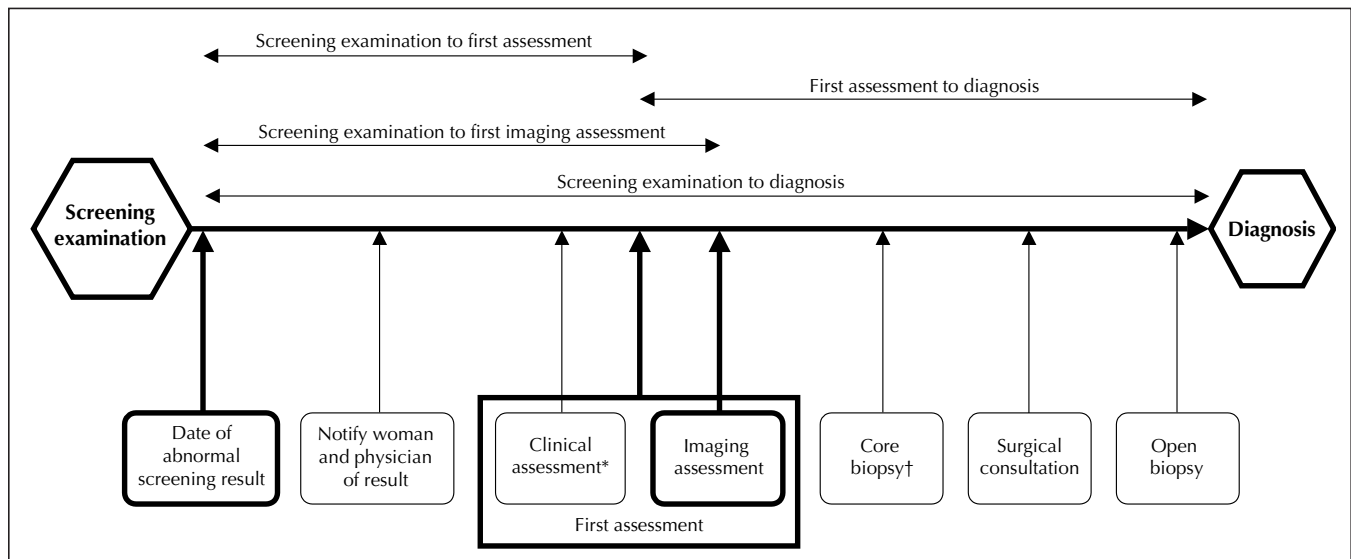 Screening examination to first assessment
First assessment to diagnosis
Screening examination to first imaging assessment
Screening examination to diagnosis
Screening
examination
Diagnosis
Date of
abnormal
screening result
Notify woman
and physician
of result
Clinical
assessment*
Imaging
assessment
First assessment
Core
biopsy†
Surgical
consultation
Open
biopsy